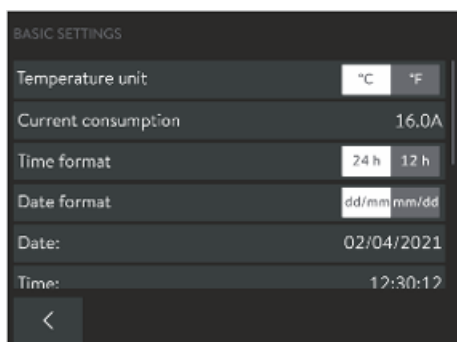 BASIC SETTINGS
Temperature unit °C °F
Current consumption 16.0A
Time format 24 h 12 h
Date format dd/mm mm/dd
Date: 02/04/2021
Time: 12:30:12